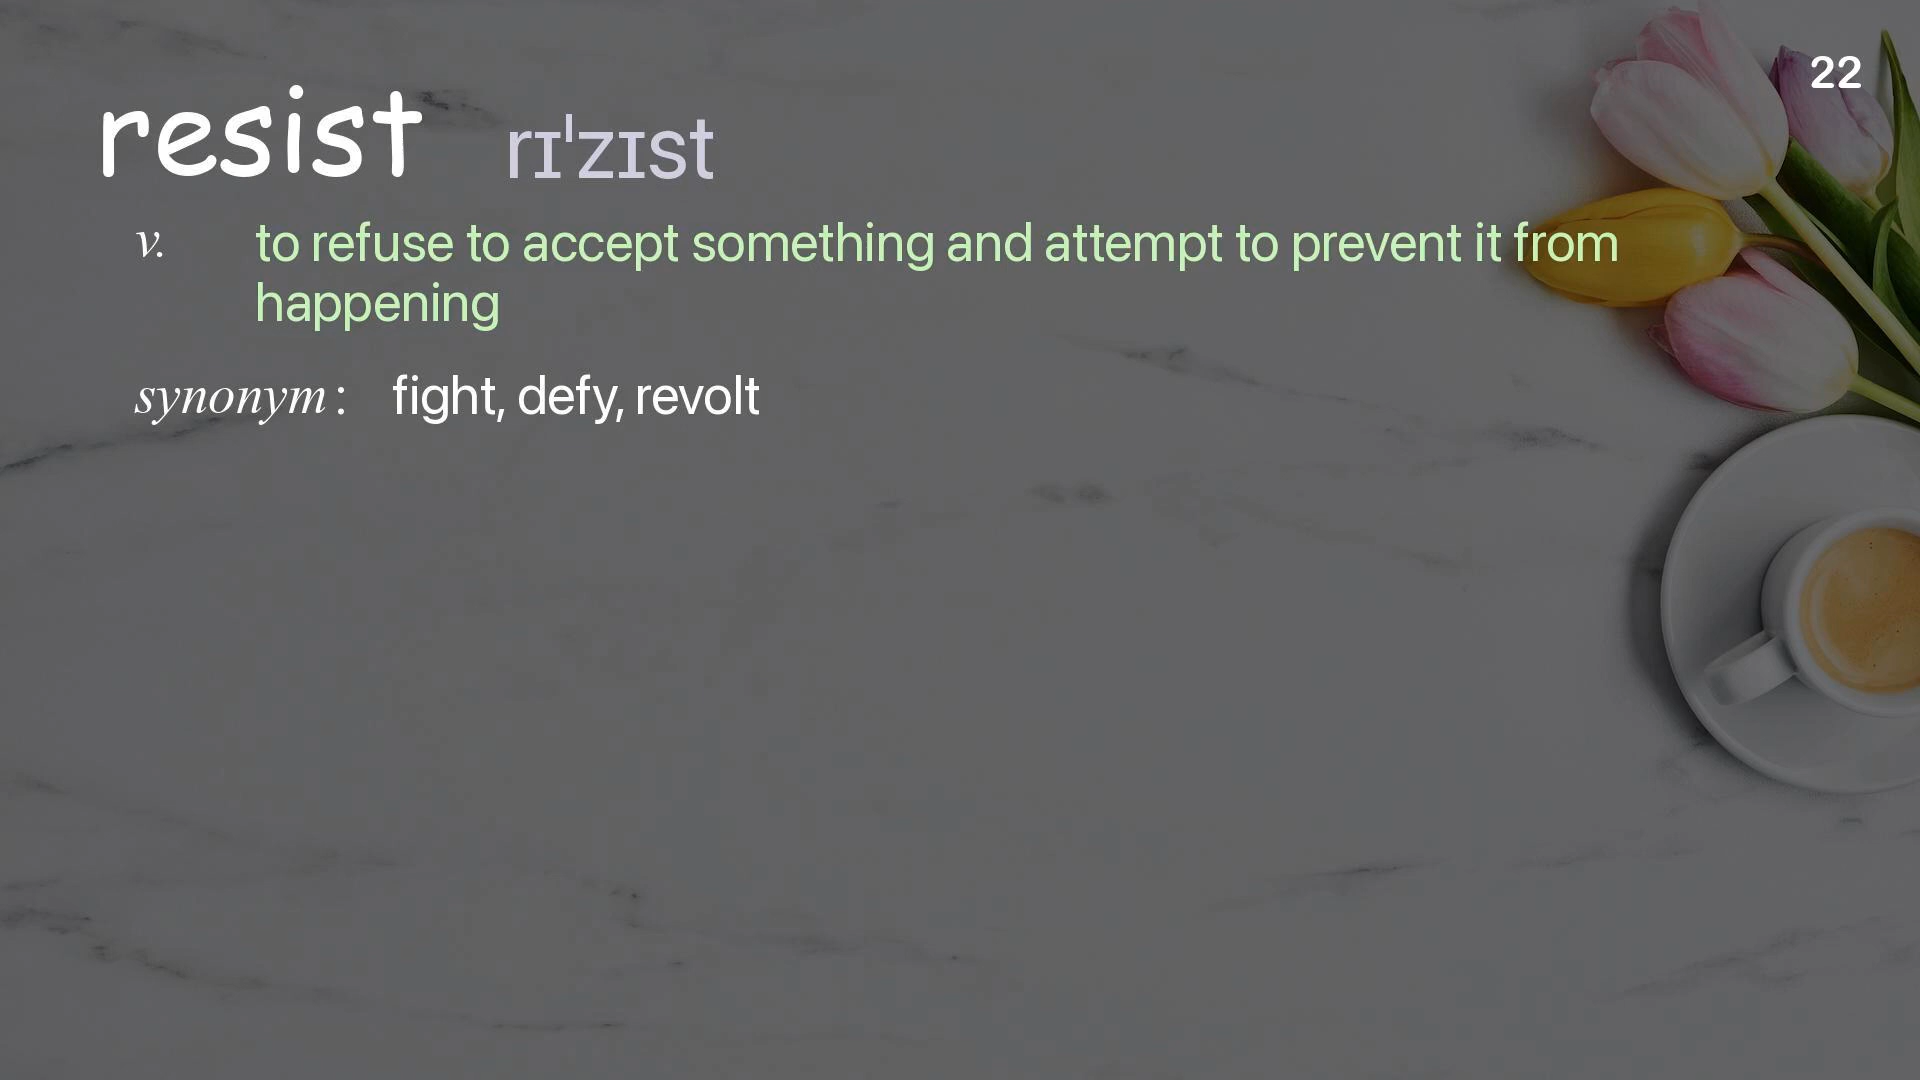 22
resist rɪˈzɪst
v. to refuse to accept something and attempt to prevent it from
happening
synonym : fight, defy, revolt